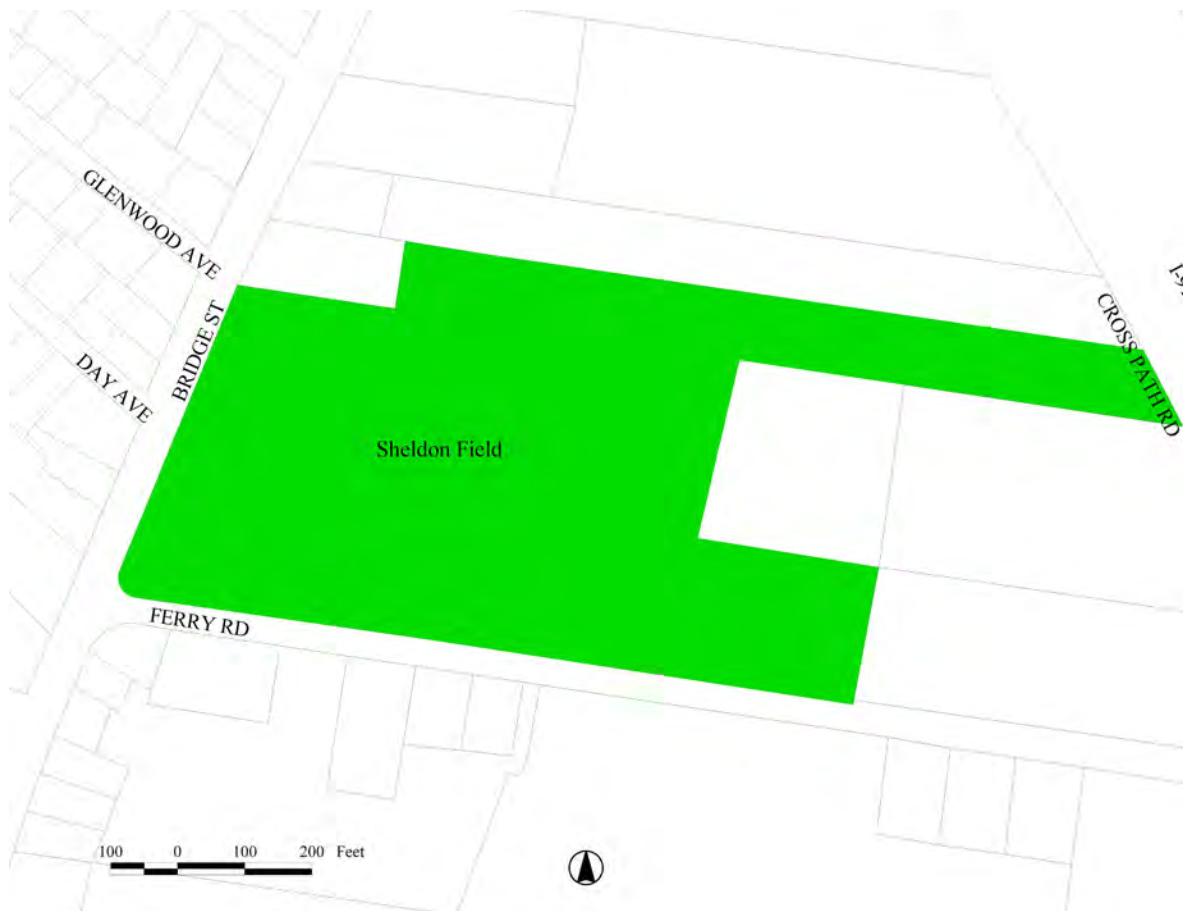 GLENWOOD AVE
BRIDGE ST
DAY AVE
CROSS PATH RD
Sheldon Field
FERRY RD
100 0 100 200 Feet